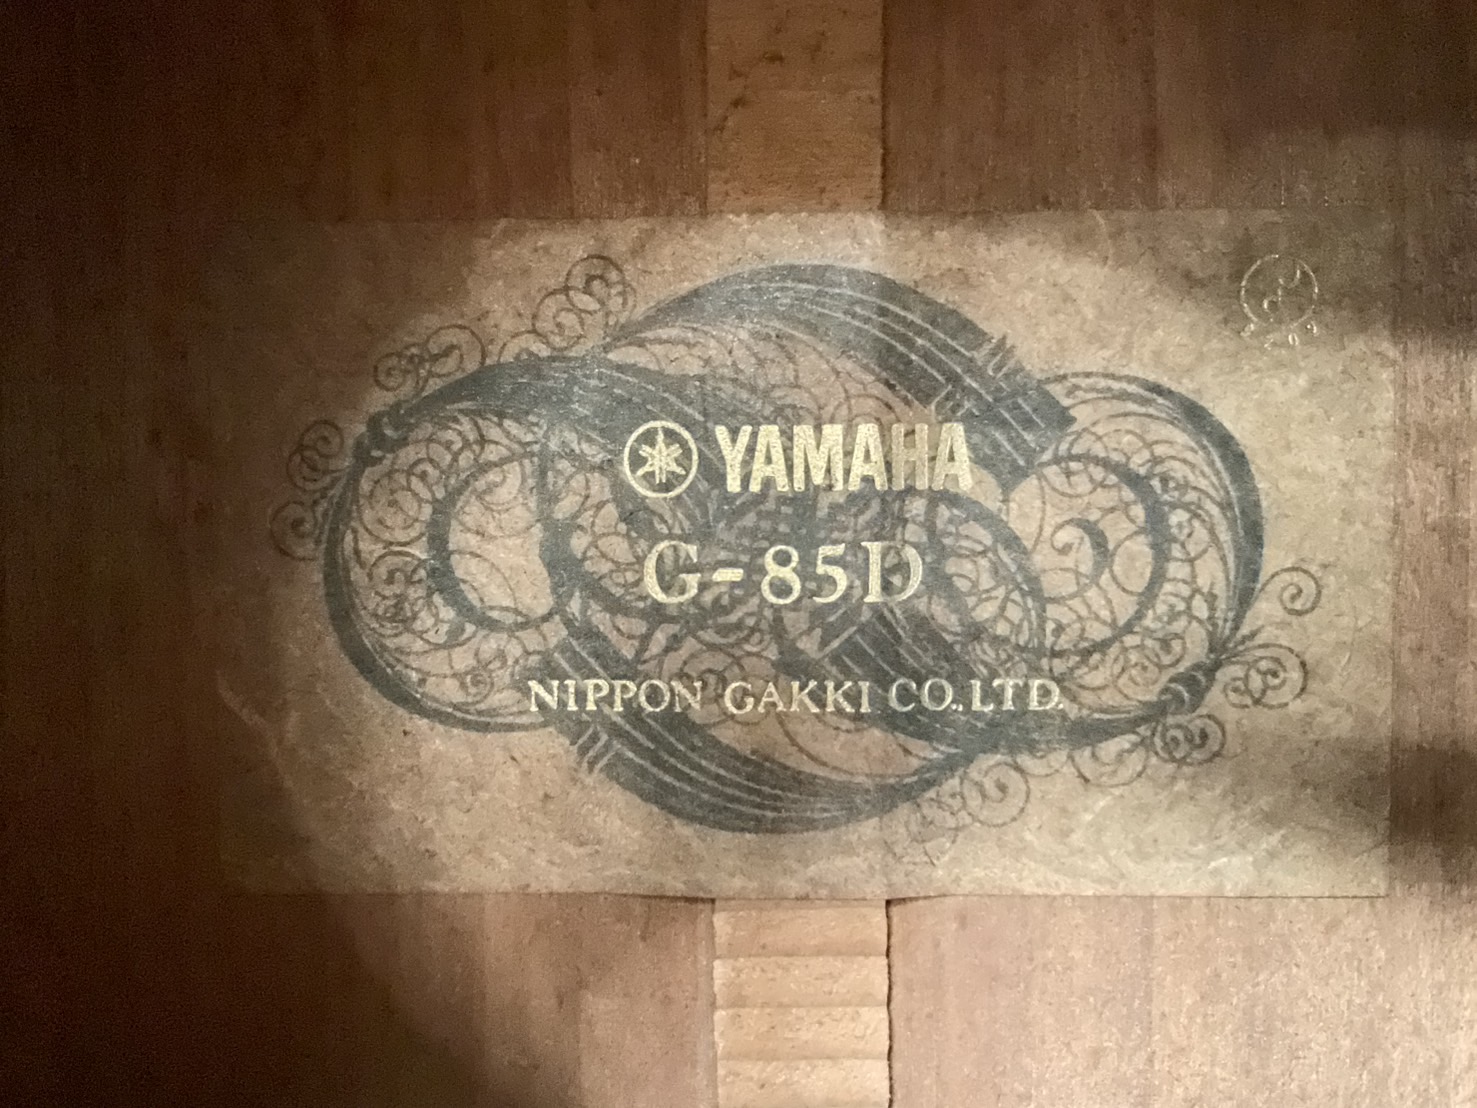 YAMAHA
G-85D
NIPPON GAKKI CO.,LTD.